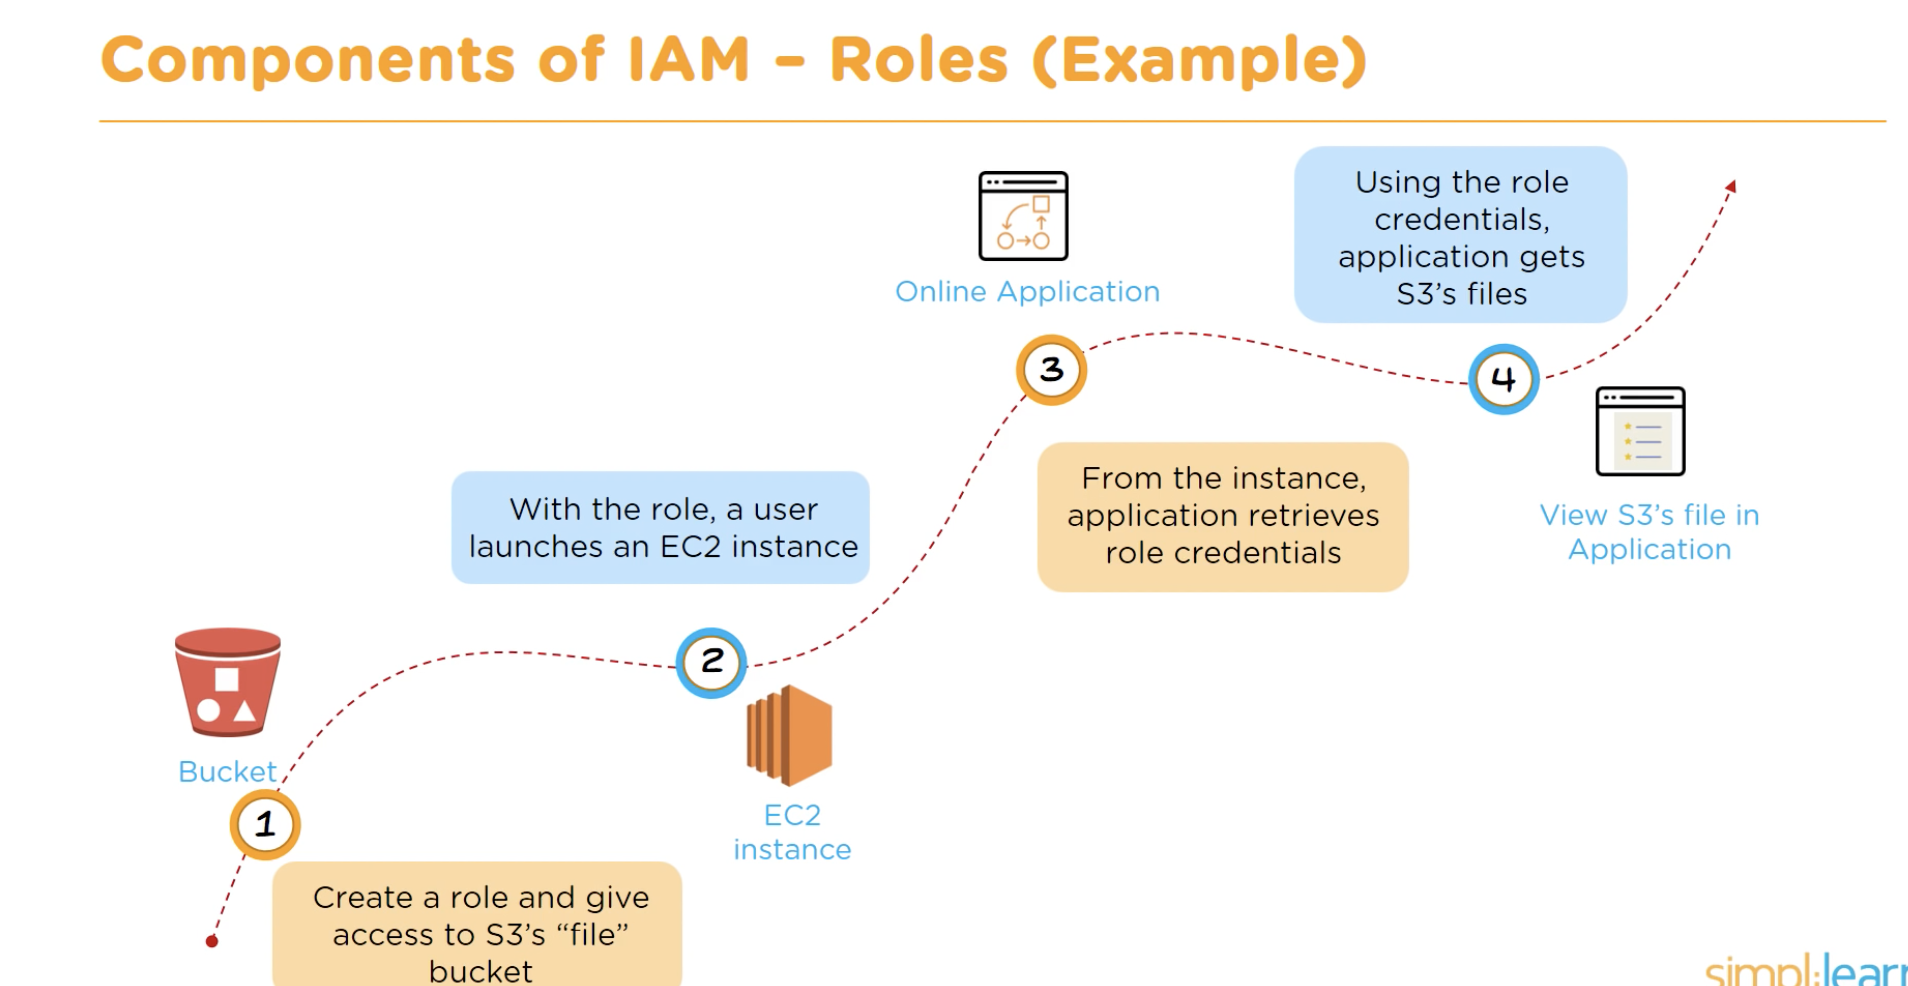 Components of IAM – Roles (Example)
Online Application
Using the role
credentials,
application gets
S3's files
3
4
From the instance,
application retrieves
role credentials
View S3's file in
Application
With the role, a user
launches an EC2 instance
2
EC2
instance
Bucket
1
Create a role and give
access to S3's “file”
bucket
simpl:learn